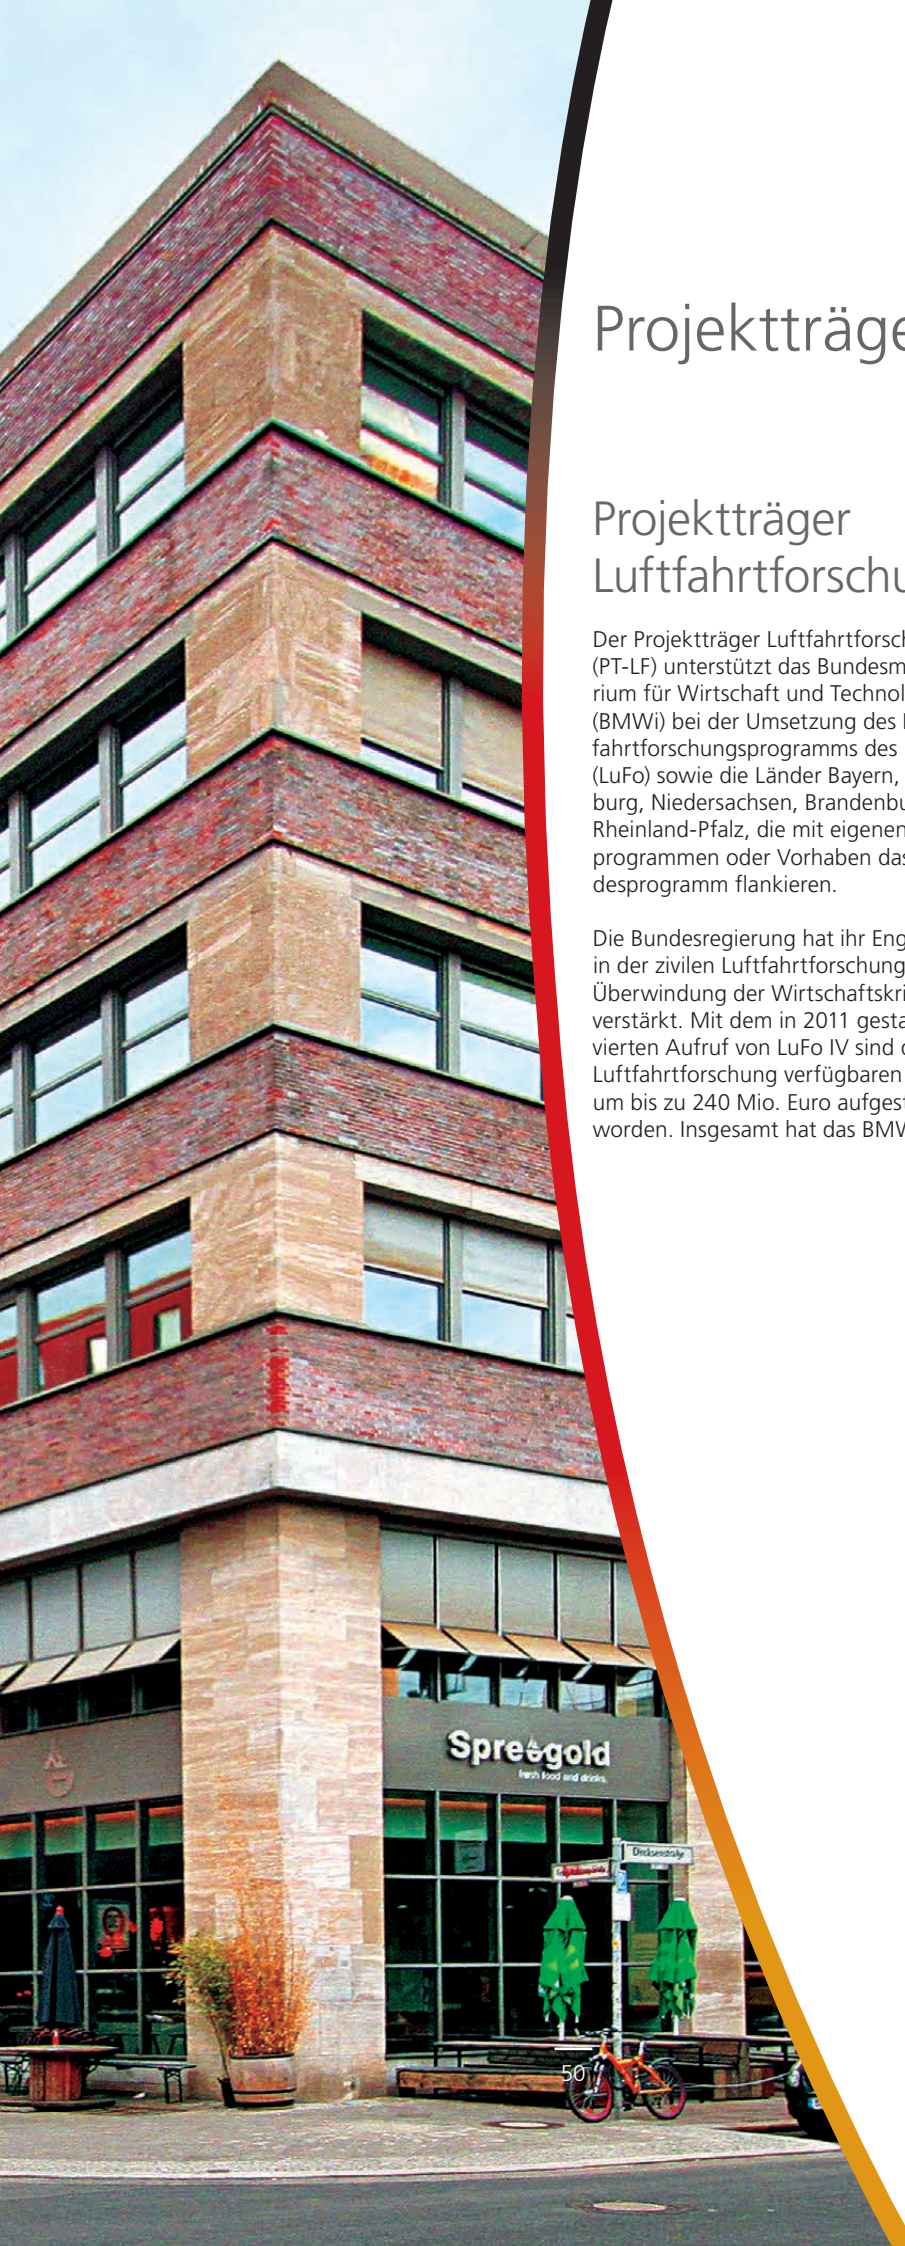 Projektträge
Projektträger
Luftfahrtforschu
Der Projektträger Luftfahrtforsch
(PT-LF) unterstützt das Bundesm
rium für Wirtschaft und Technol
(BMWi) bei der Umsetzung des
fahrtforschungsprogramms des
(LuFo) sowie die Länder Bayern,
burg, Niedersachsen, Brandenbu
Rheinland-Pfalz, die mit eigenen
programmen oder Vorhaben das
desprogramm flankieren.
Die Bundesregierung hat ihr Eng
in der zivilen Luftfahrtforschung
Überwindung der Wirtschaftskri
verstärkt. Mit dem in 2011 gesta
vierten Aufruf von LuFo IV sind
Luftfahrtforschung verfügbaren
um bis zu 240 Mio. Euro aufgest
worden. Insgesamt hat das BMW
Spreegold
fresh food and drinks.
Dircksenstraße
50